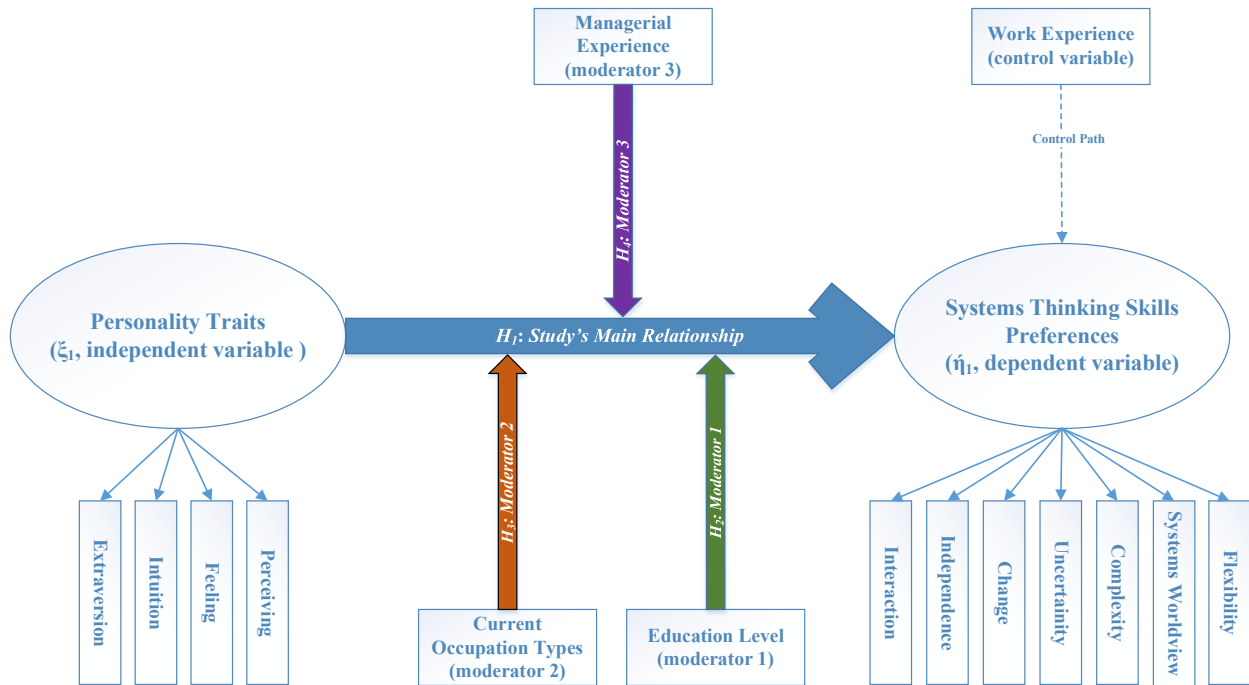 Managerial
Experience
(moderator 3)
Work Experience
(control variable)
Control Path
H4: Moderator 3
Personality Traits
(ξ1, independent variable )
H1: Study's Main Relationship
Systems Thinking Skills
Preferences
(ή1, dependent variable)
H3: Moderator 2
H2: Moderator 1
Extraversion
Intuition
Feeling
Perceiving
Current
Occupation Types
(moderator 2)
Education Level
(moderator 1)
Interaction
Independence
Change
Uncertainity
Complexity
Systems Worldview
Flexibility